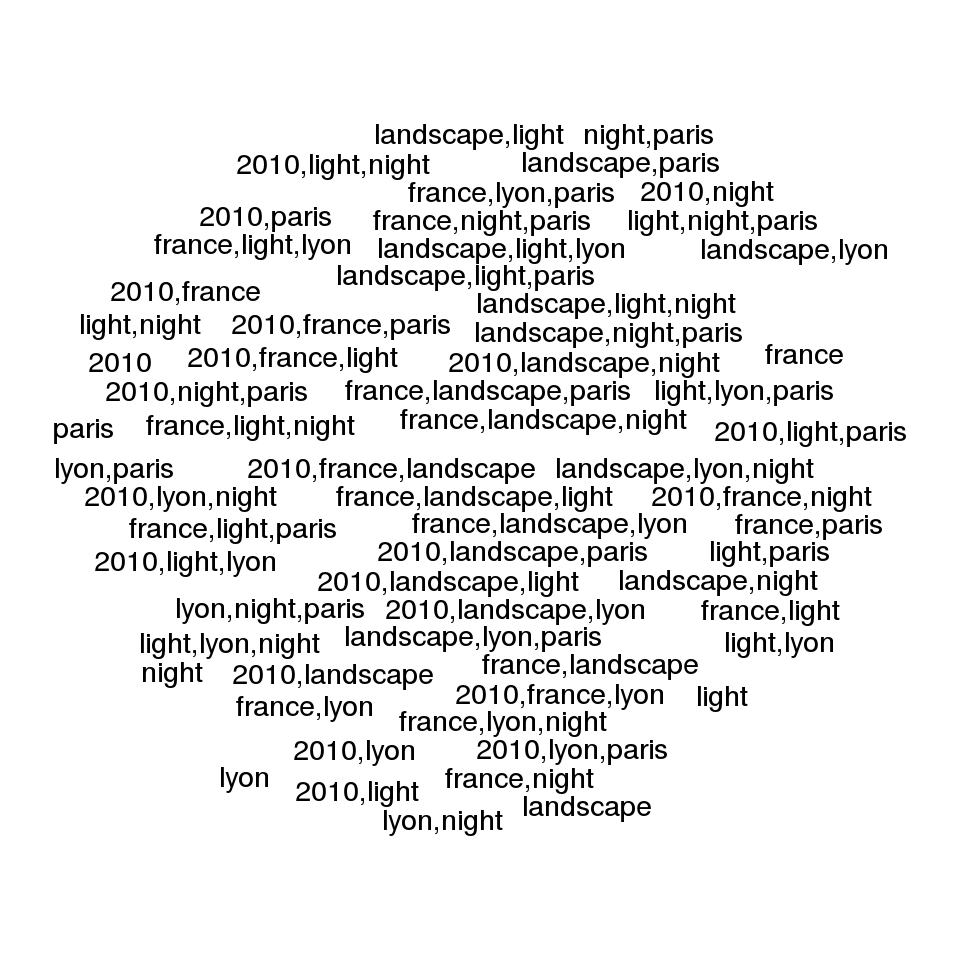 landscape,light night,paris
2010,light,night landscape,paris
france,lyon,paris 2010,night
2010,paris france,night,paris light,night,paris
france,light,lyon landscape,light,lyon landscape,lyon
landscape,light,paris
2010,france landscape,light,night
light,night 2010,france,paris landscape,night,paris
2010 2010,france,light 2010,landscape,night france
2010,night,paris france,landscape,paris light,lyon,paris
paris france,light,night france,landscape,night 2010,light,paris
lyon,paris 2010,france,landscape landscape,lyon,night
2010,lyon,night france,landscape,light 2010,france,night
france,light,paris france,landscape,lyon france,paris
2010,light,lyon 2010,landscape,paris light,paris
2010,landscape,light landscape,night
lyon,night,paris 2010,landscape,lyon france,light
light,lyon,night landscape,lyon,paris light,lyon
night 2010,landscape france,landscape
france,lyon 2010,france,lyon light
france,lyon,night
2010,lyon 2010,lyon,paris
lyon 2010,light france,night
lyon,night landscape